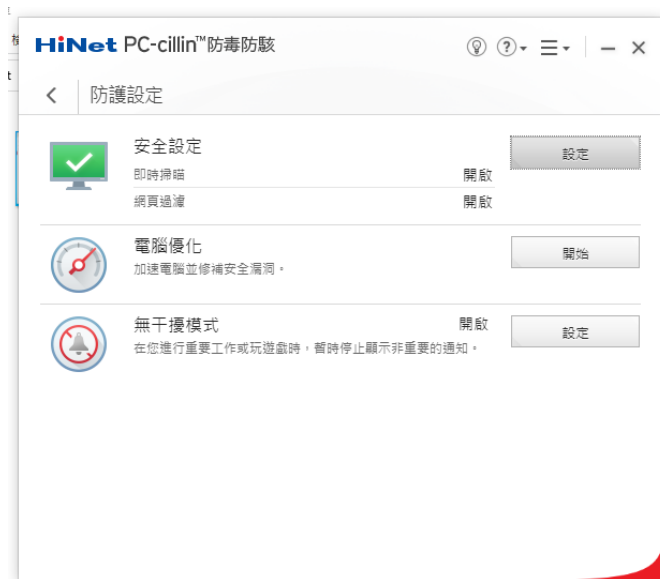 HiNet PC-cillin™防毒防駭
防護設定
安全設定
設定
即時掃瞄 開啟
網頁過濾 開啟
電腦優化
開始
加速電腦並修補安全漏洞。
無干擾模式 開啟
設定
在您進行重要工作或玩遊戲時，暫時停止顯示非重要的通知。